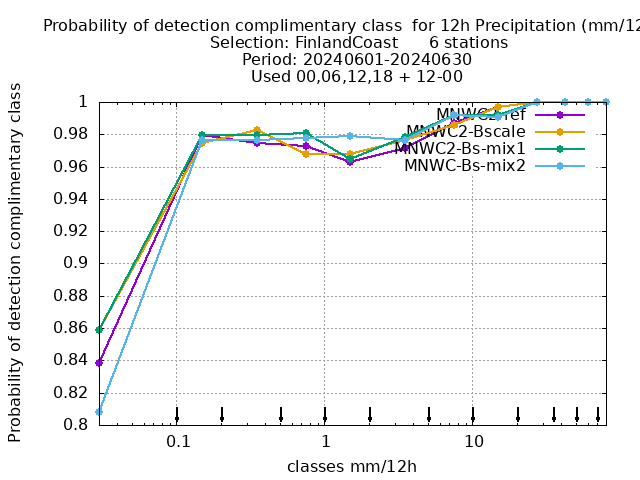 Probability of detection complimentary class  for 12h Precipitation (mm/12
Selection: FinlandCoast      6 stations
Period: 20240601-20240630
Used 00,06,12,18 + 12-00
Probability of detection complimentary class
1
0.98
0.96
0.94
0.92
0.9
0.88
0.86
0.84
0.82
0.8
MNWC2-Bscale
MNWC2-Bs-mix1
MNWC-Bs-mix2
0.1
1
10
classes mm/12h